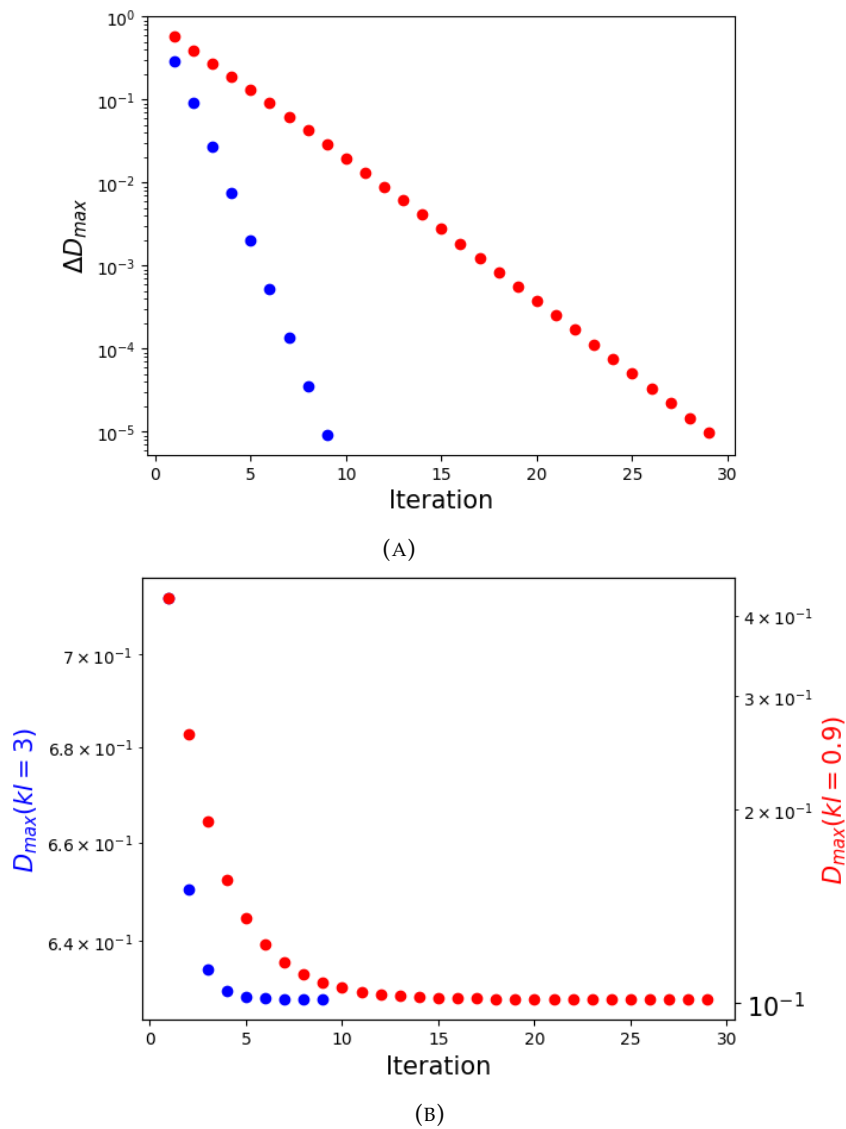 10⁰
10⁻¹
10⁻²
10⁻³
10⁻⁴
10⁻⁵
ΔD_max
0 5 10 15 20 25 30
Iteration
(A)
7 × 10⁻¹
6.8 × 10⁻¹
6.6 × 10⁻¹
6.4 × 10⁻¹
D_max(kl = 3)
4 × 10⁻¹
3 × 10⁻¹
2 × 10⁻¹
10⁻¹
D_max(kl = 0.9)
0 5 10 15 20 25 30
Iteration
(B)